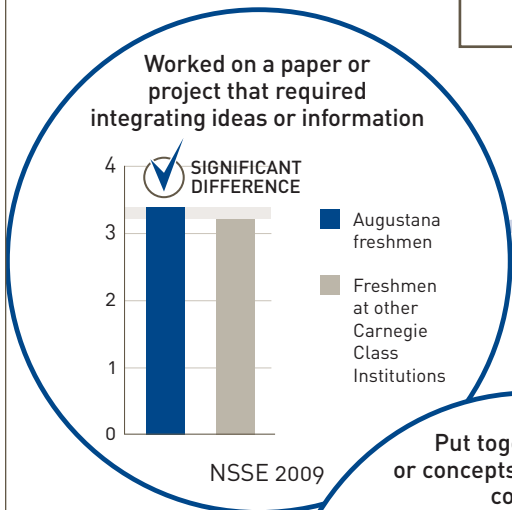 Worked on a paper or
project that required
integrating ideas or information
4
SIGNIFICANT
DIFFERENCE
3
2
1
0
Augustana
freshmen
Freshmen
at other
Carnegie
Class
Institutions
NSSE 2009
Put tog
or concepts
co